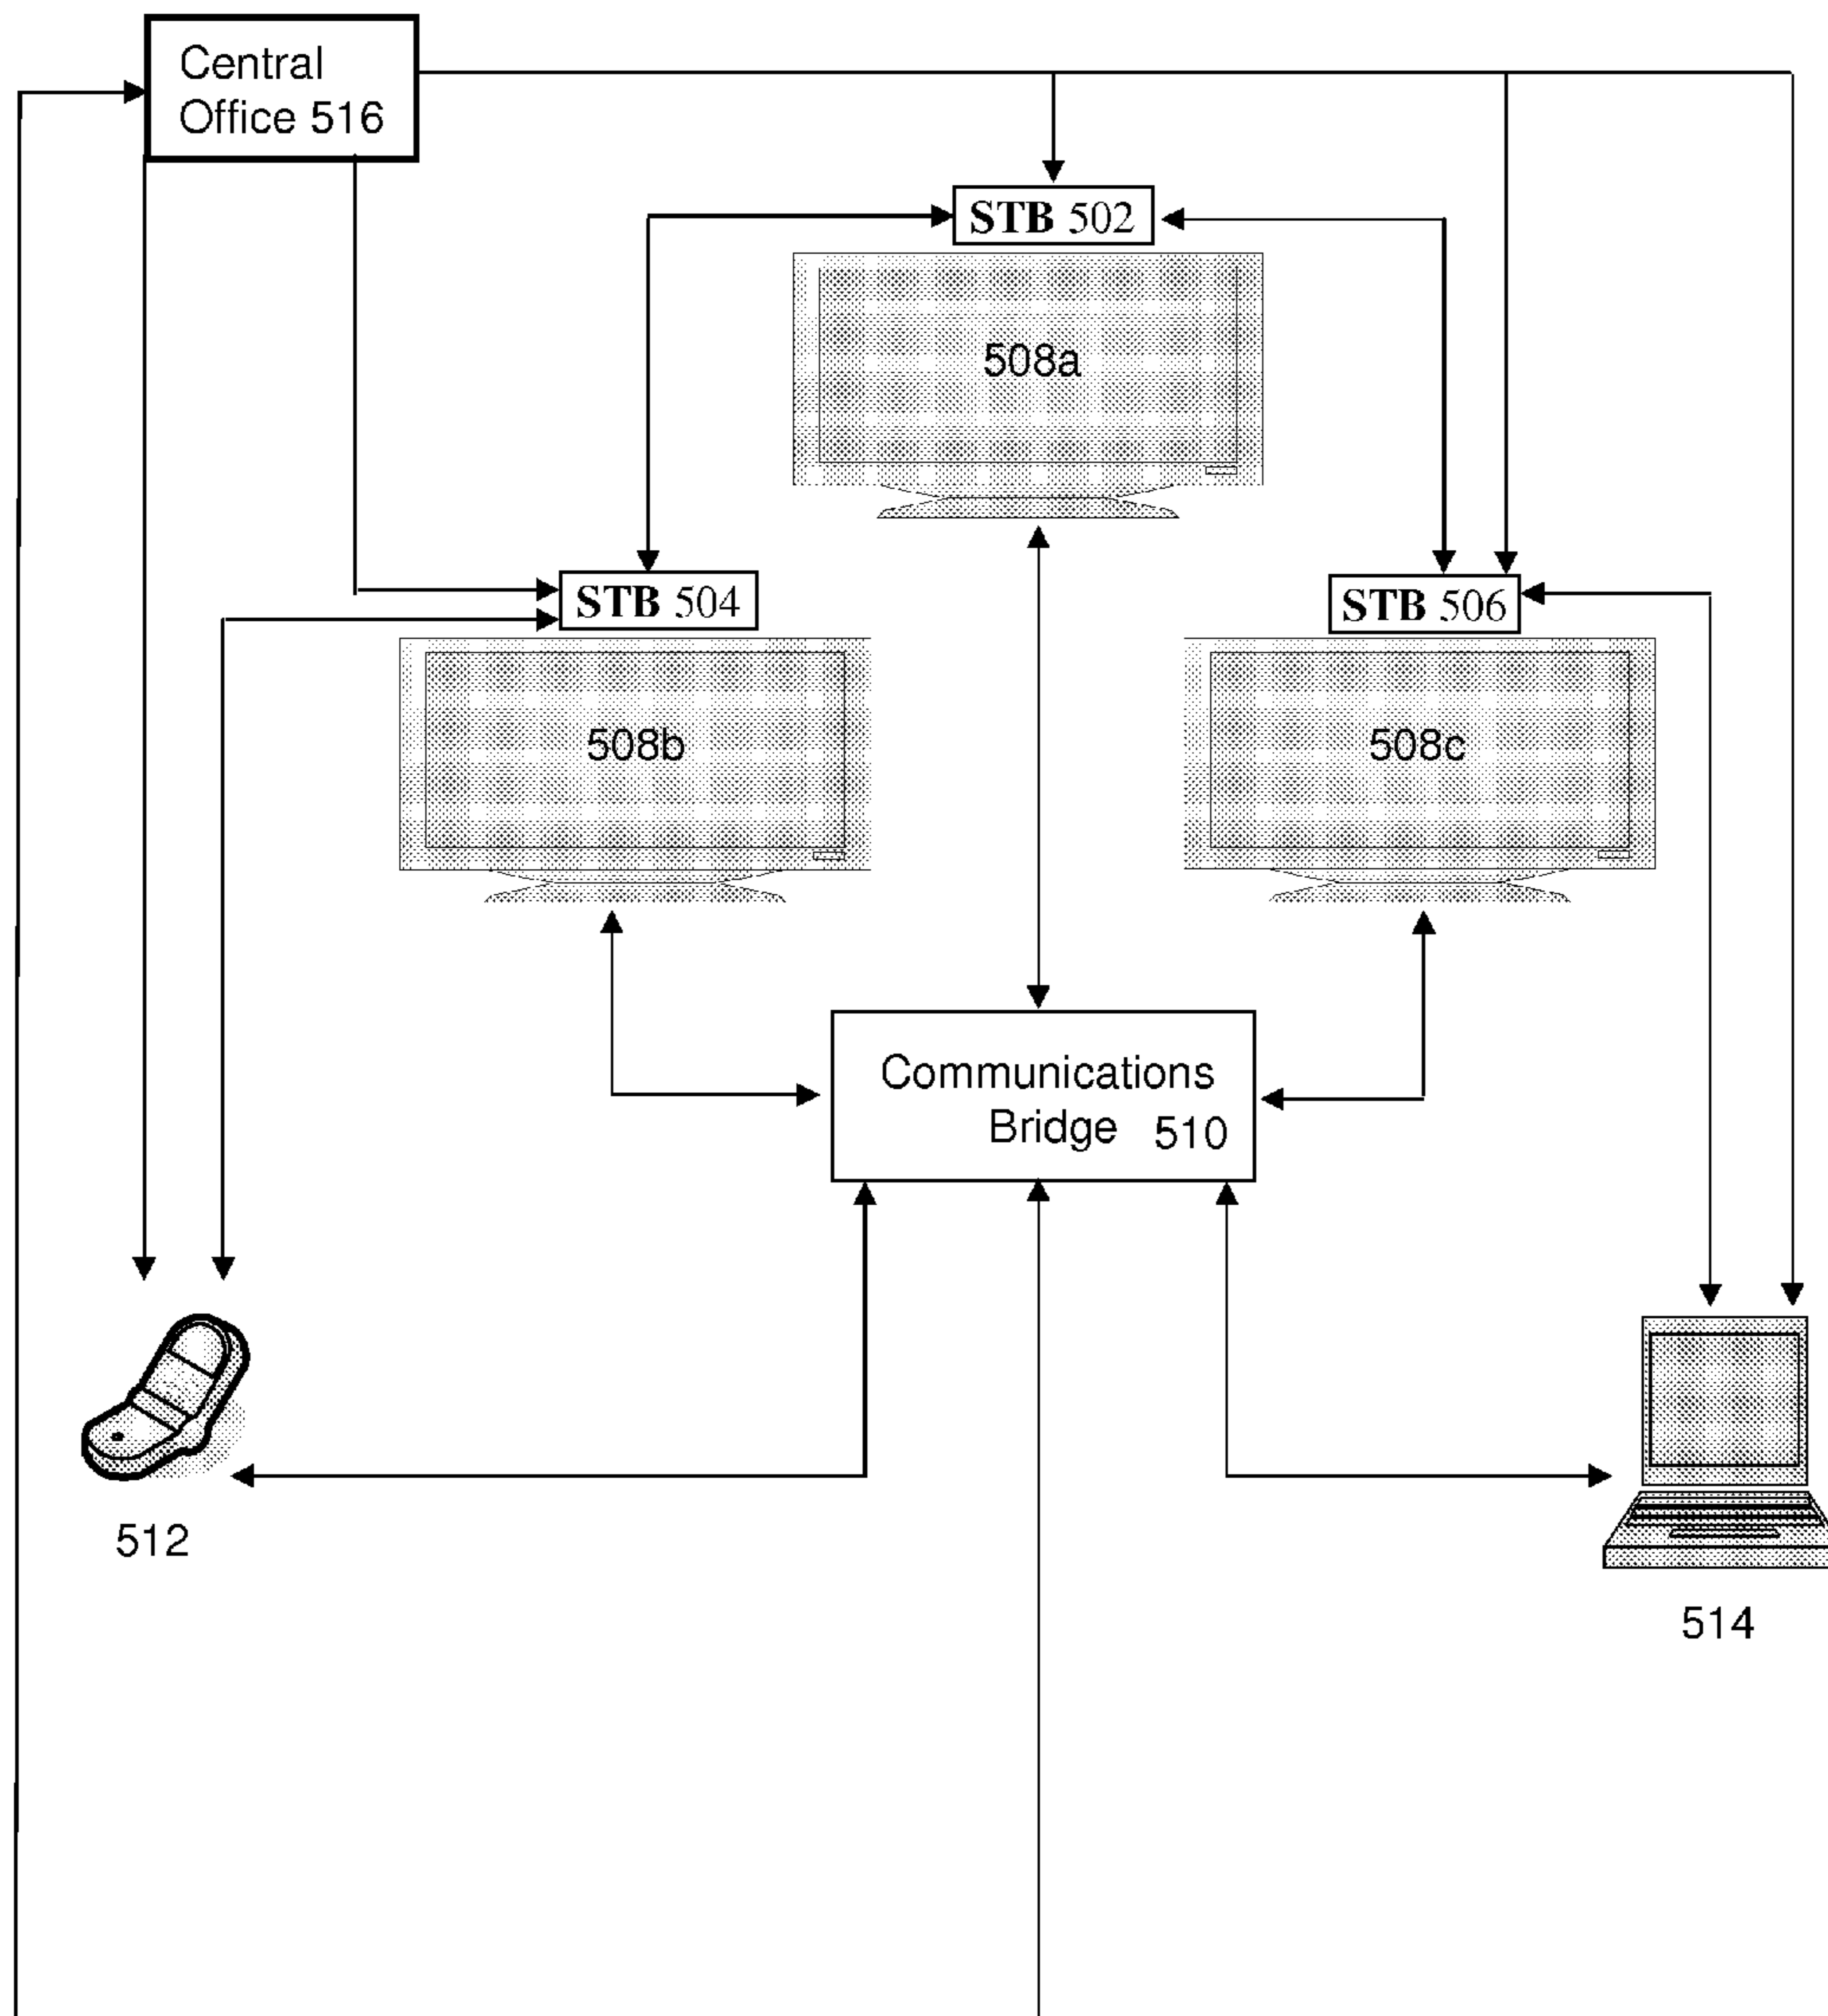 Central
Office 516
STB 502
508a
STB 504
STB 506
508b
508c
Communications
Bridge 510
512
514